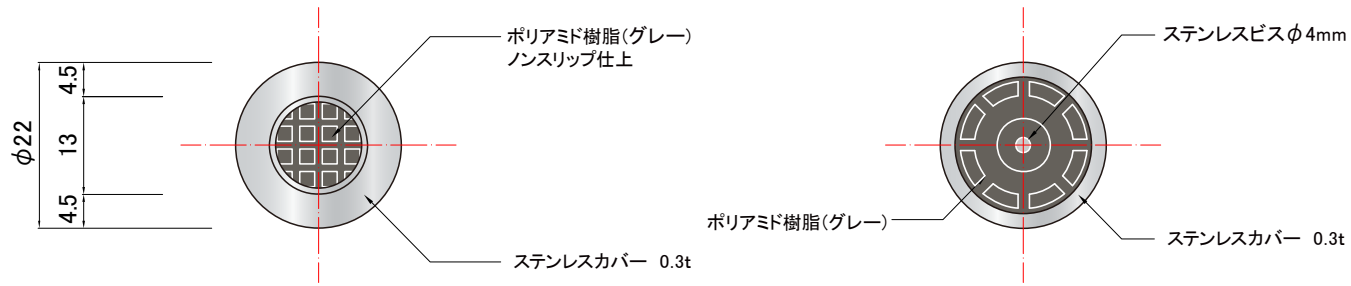 ポリアミド樹脂(グレー)
ノンスリップ仕上
4.5
13
4.5
φ22
ステンレスカバー 0.3t
ステンレスビスφ4mm
ポリアミド樹脂(グレー)
ステンレスカバー 0.3t